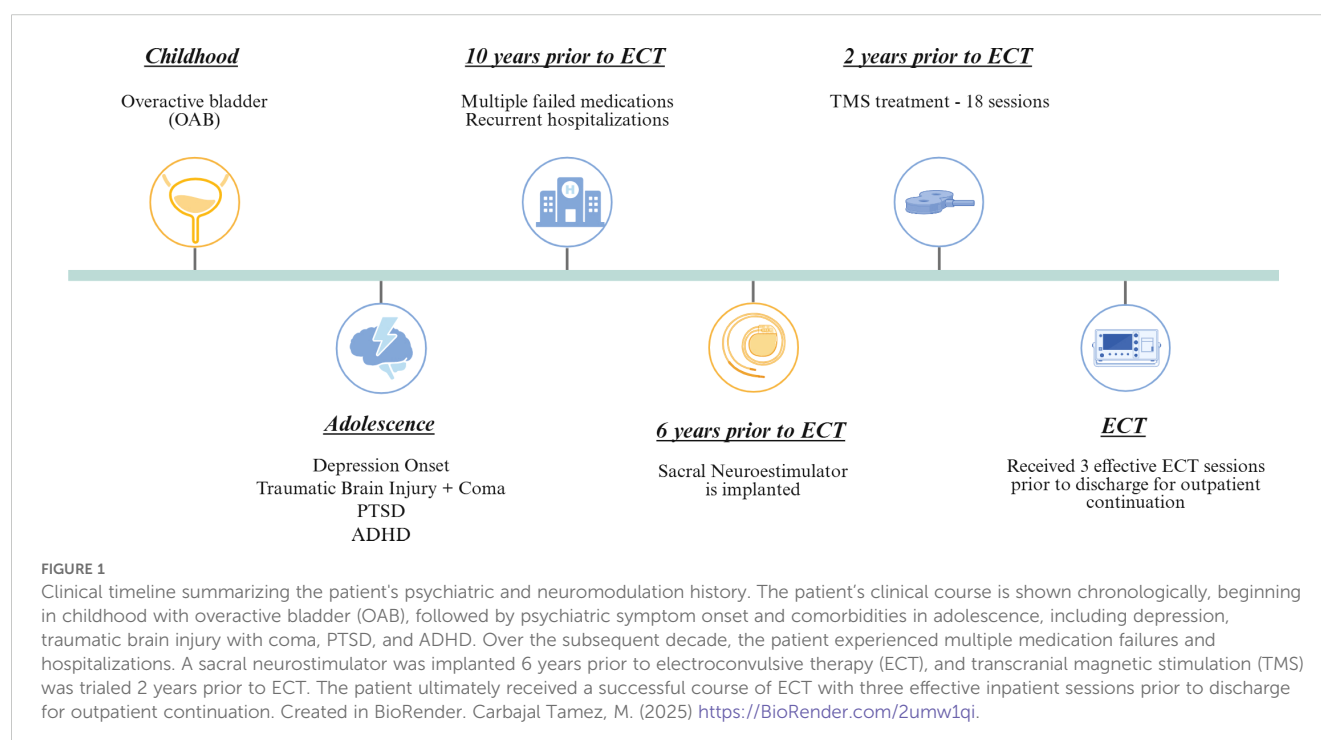 Childhood
Overactive bladder
(OAB)
10 years prior to ECT
Multiple failed medications
Recurrent hospitalizations
2 years prior to ECT
TMS treatment - 18 sessions
H
Adolescence
Depression Onset
Traumatic Brain Injury + Coma
PTSD
ADHD
6 years prior to ECT
Sacral Neuroestimulator
is implanted
ECT
Received 3 effective ECT sessions
prior to discharge for outpatient
continuation
FIGURE 1
Clinical timeline summarizing the patient's psychiatric and neuromodulation history. The patient’s clinical course is shown chronologically, beginning
in childhood with overactive bladder (OAB), followed by psychiatric symptom onset and comorbidities in adolescence, including depression,
traumatic brain injury with coma, PTSD, and ADHD. Over the subsequent decade, the patient experienced multiple medication failures and
hospitalizations. A sacral neurostimulator was implanted 6 years prior to electroconvulsive therapy (ECT), and transcranial magnetic stimulation (TMS)
was trialed 2 years prior to ECT. The patient ultimately received a successful course of ECT with three effective inpatient sessions prior to discharge
for outpatient continuation. Created in BioRender. Carbajal Tamez, M. (2025) https://BioRender.com/2umw1qi.